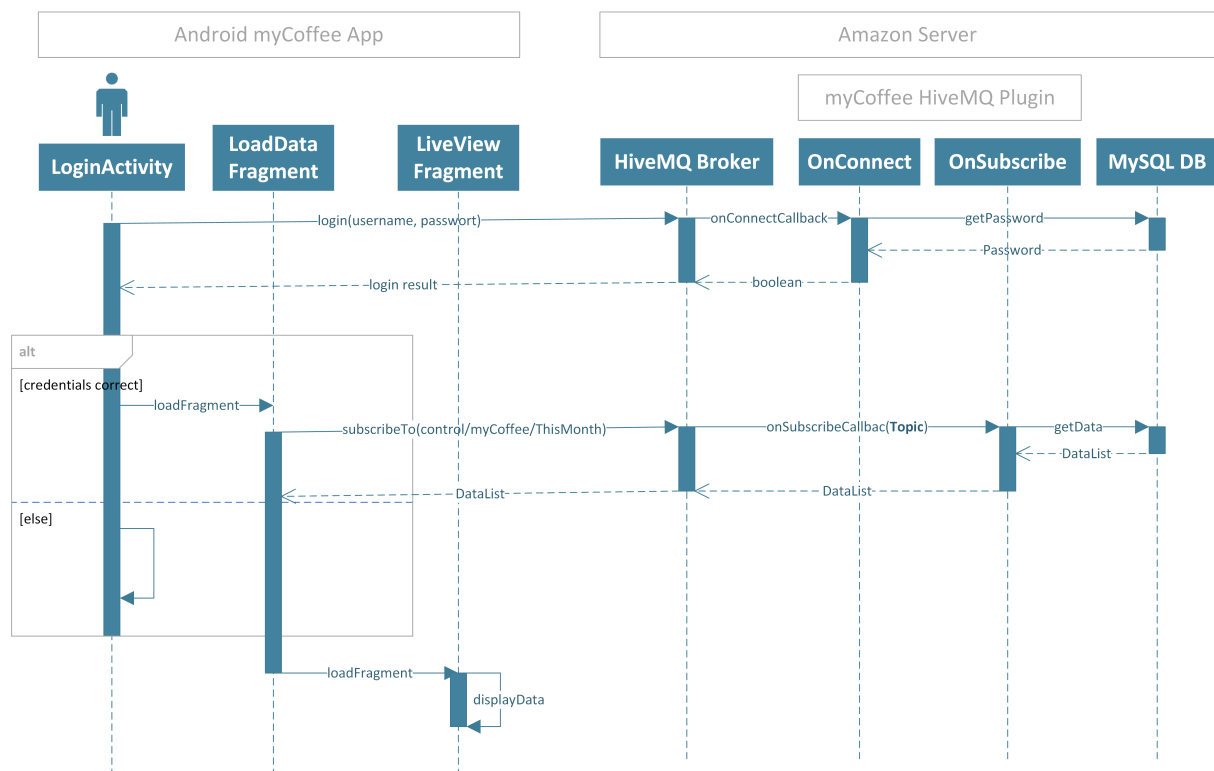 Android myCoffee App
Amazon Server
myCoffee HiveMQ Plugin
LoginActivity
LoadData
Fragment
LiveView
Fragment
HiveMQ Broker
OnConnect
OnSubscribe
MySQL DB
login(username, passwort)
onConnectCallback
getPassword
Password
boolean
login result
alt
[credentials correct]
loadFragment
subscribeTo(control/myCoffee/ThisMonth)
onSubscribeCallbac(Topic)
getData
DataList
DataList
DataList
[else]
loadFragment
displayData